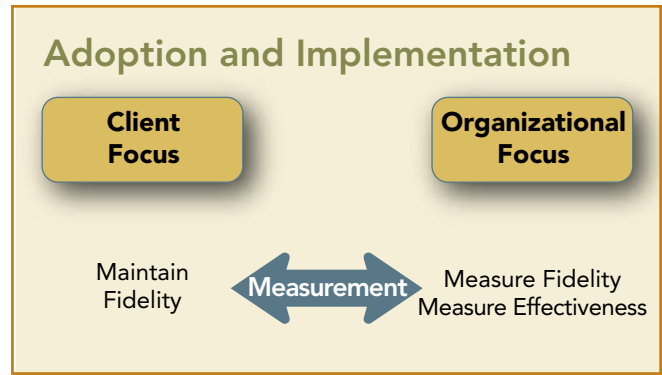 Adoption and Implementation
Client
Focus
Organizational
Focus
Maintain
Fidelity
Measurement
Measure Fidelity
Measure Effectiveness